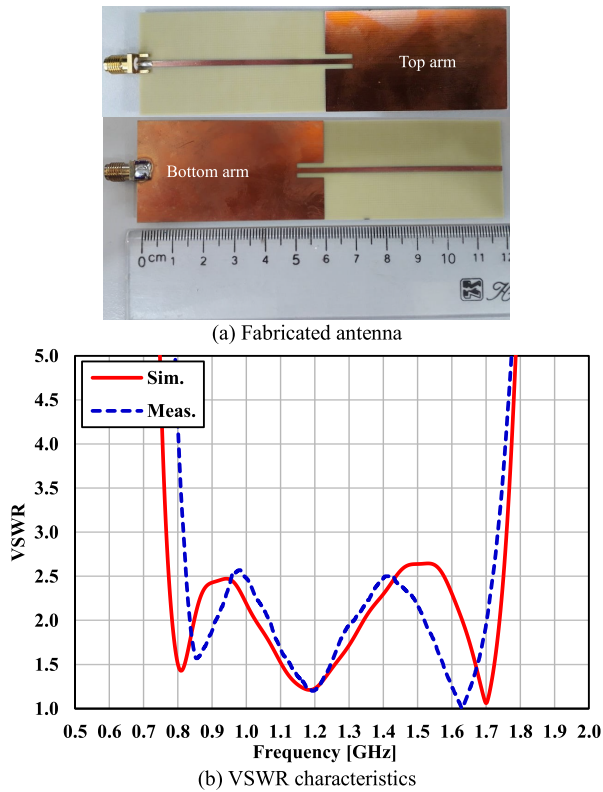 Top arm
Bottom arm
0 cm 1 2 3 4 5 6 7 8 9 10 11 12
(a) Fabricated antenna
5.0
4.5
4.0
3.5
3.0
2.5
2.0
1.5
1.0
VSWR
Sim.
Meas.
0.5 0.6 0.7 0.8 0.9 1.0 1.1 1.2 1.3 1.4 1.5 1.6 1.7 1.8 1.9 2.0
Frequency [GHz]
(b) VSWR characteristics